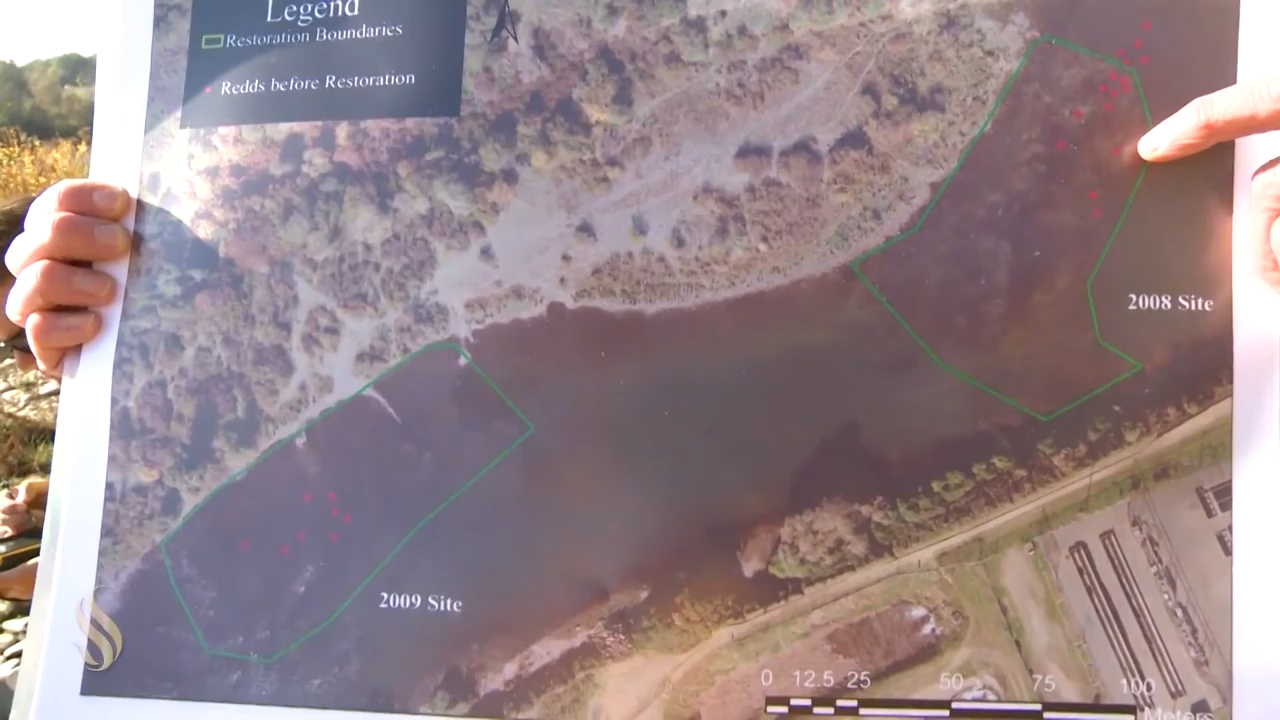 Legend
Restoration Boundaries
Redds before Restoration
2008 Site
2009 Site
0 12.5 25 50 75 100
Meters